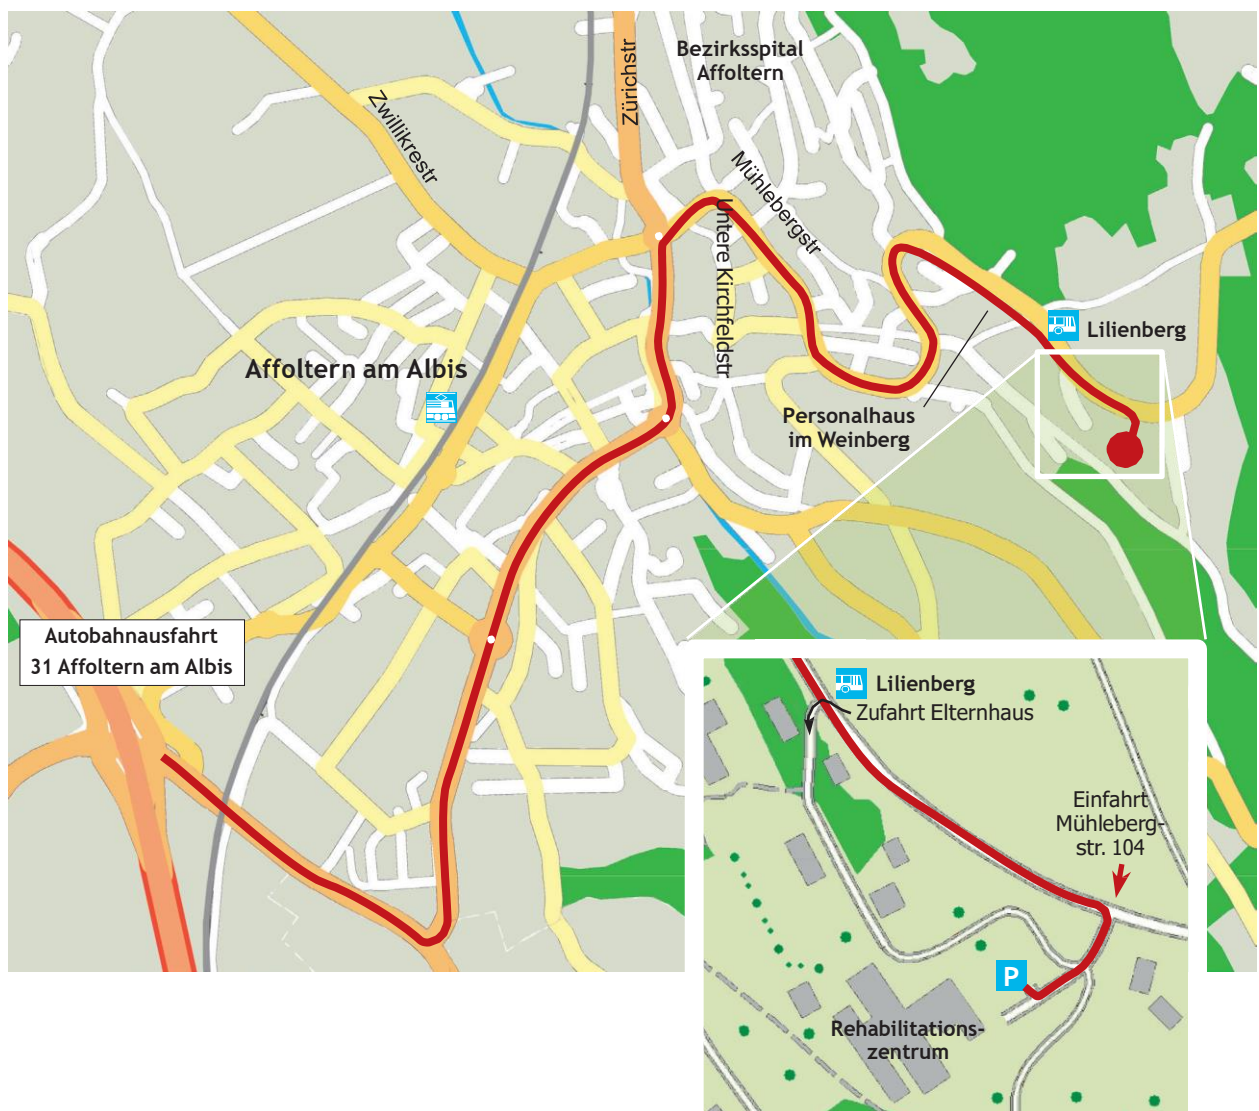 Bezirksspital
Affoltern
Zürichstr
Zwillikrestr
Mühlebergstr
Untere Kirchfeldstr
Lilienberg
Affoltern am Albis
Personalhaus
im Weinberg
Autobahnausfahrt
31 Affoltern am Albis
Lilienberg
Zufahrt Elternhaus
Einfahrt
Mühleberg-
str. 104
P
Rehabilitations-
zentrum